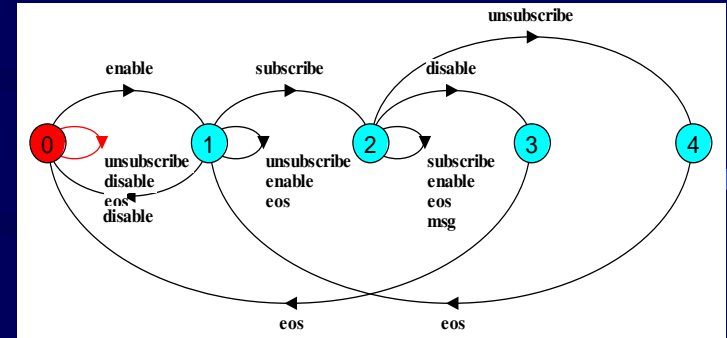 unsubscribe
enable
subscribe
disable
0
1
2
3
4
unsubscribe
disable
eos
disable
unsubscribe
enable
eos
subscribe
enable
eos
msg
eos
eos